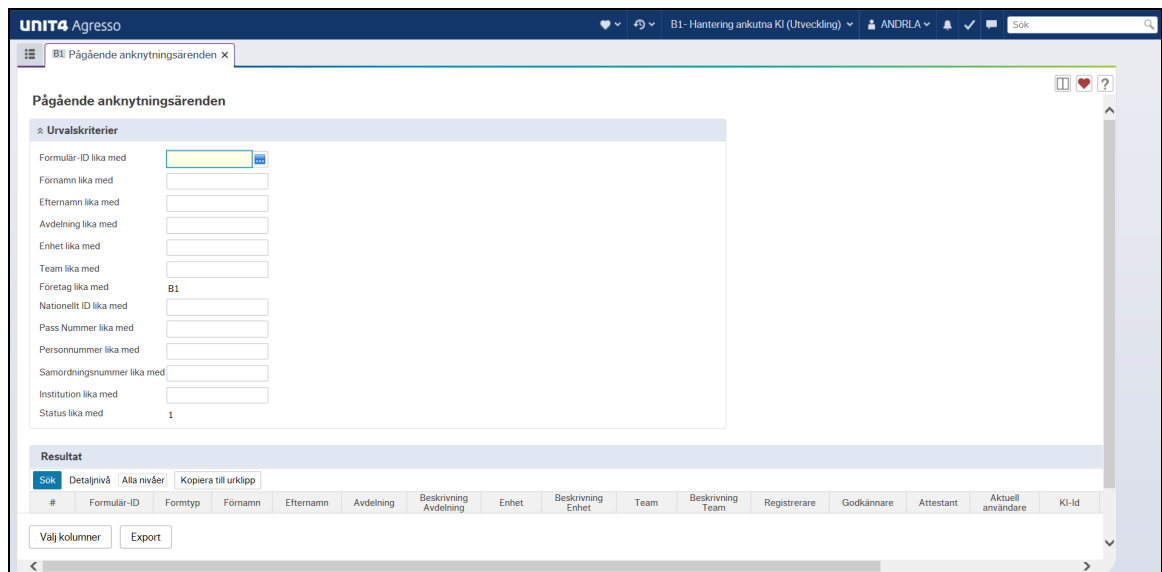 UNIT4 Agresso B1- Hantering ankutna KI (Utveckling) ANDRLA Sök
B1 Pågående anknytningsärenden x
?
Pågående anknytningsärenden
Urvalskriterier
Formulär-ID lika med
Förnamn lika med
Efternamn lika med
Avdelning lika med
Enhet lika med
Team lika med
Företag lika med B1
Nationellt ID lika med
Pass Nummer lika med
Personnummer lika med
Samordningsnummer lika med
Institution lika med
Status lika med 1
Resultat
Sök Detaljnivå Alla nivåer Kopiera till urklipp
# Formulär-ID Formtyp Förnamn Efternamn Avdelning Beskrivning Avdelning Enhet Beskrivning Enhet Team Beskrivning Team Registrerare Godkännare Attestant Aktuell användare KI-Id
Välj kolumner Export